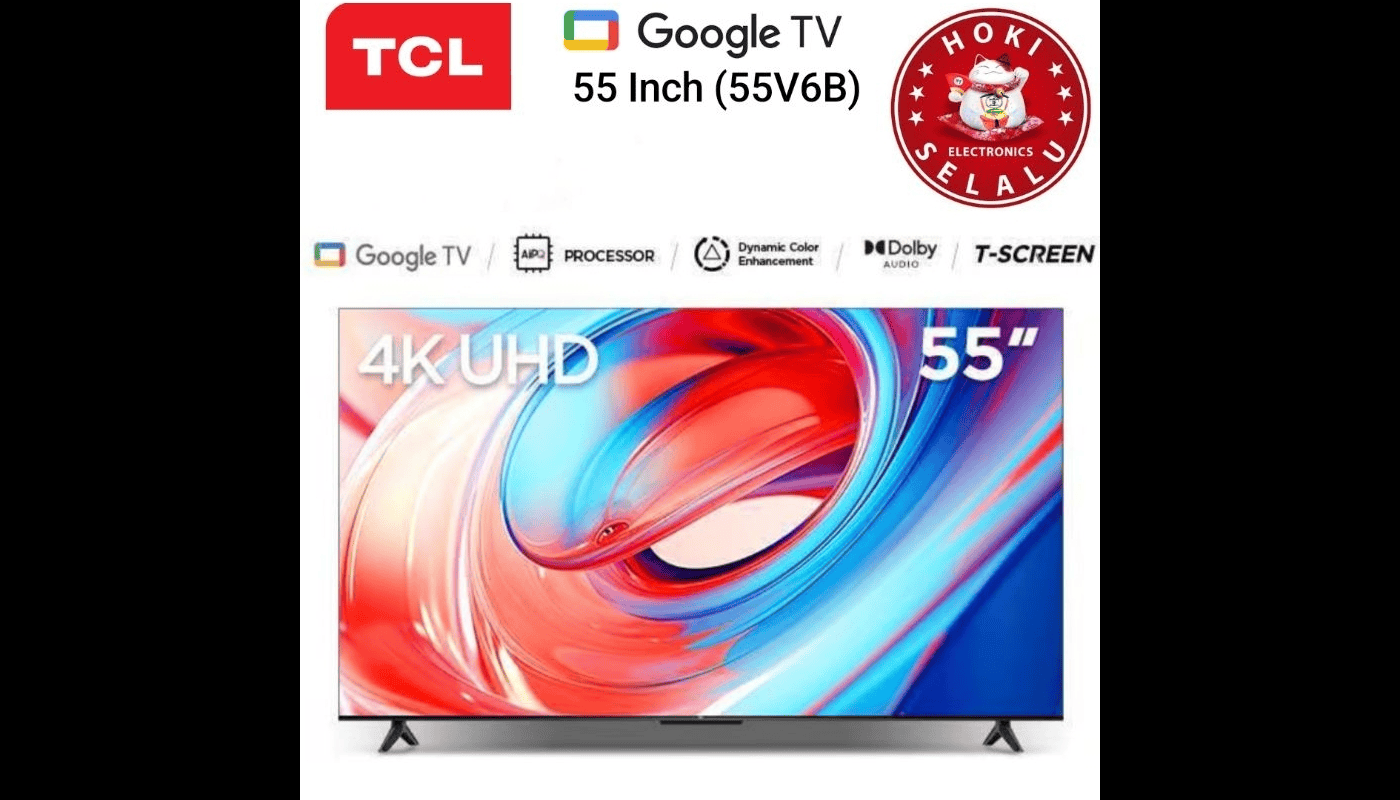 TCL
Google TV
55 Inch (55V6B)
HOKI
ELECTRONICS
SELALU
Google TV
AiPQ
PROCESSOR
Dynamic Color
Enhancement
Dolby
AUDIO
T-SCREEN
4K UHD
55"